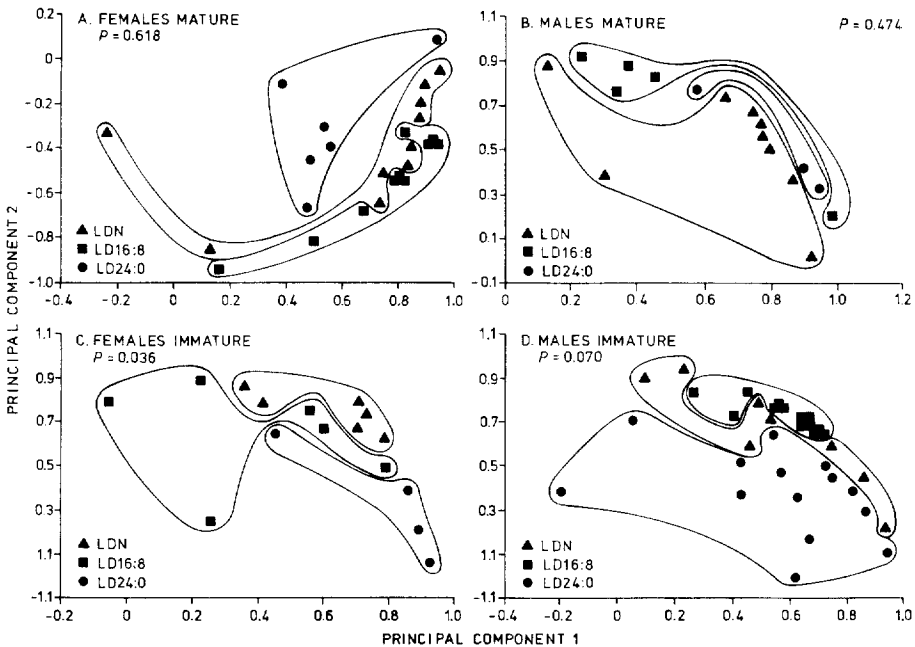 PRINCIPAL COMPONENT 2
A. FEMALES MATURE
P = 0.618
0.2
0
-0.2
-0.4
-0.6
-0.8
-1.0
LDN
LD16:8
LD24:0
-0.4 -0.2 0 0.2 0.4 0.6 0.8 1.0
B. MALES MATURE
P = 0.474
1.1
0.9
0.7
0.5
0.3
0.1
-0.1
LDN
LD16:8
LD24:0
0 0.2 0.4 0.6 0.8 1.0 1.2
C. FEMALES IMMATURE
P = 0.036
1.1
0.9
0.7
0.5
1.3
1.1
-1.1
LDN
LD16:8
LD24:0
-0.2 0 0.2 0.4 0.6 0.8 1.0
D. MALES IMMATURE
P = 0.070
1.1
0.9
0.7
0.5
1.3
1.1
-1.1
LDN
LD16:8
LD24:0
-0.4 -0.2 0 0.2 0.4 0.6 0.8 1.0
PRINCIPAL COMPONENT 1